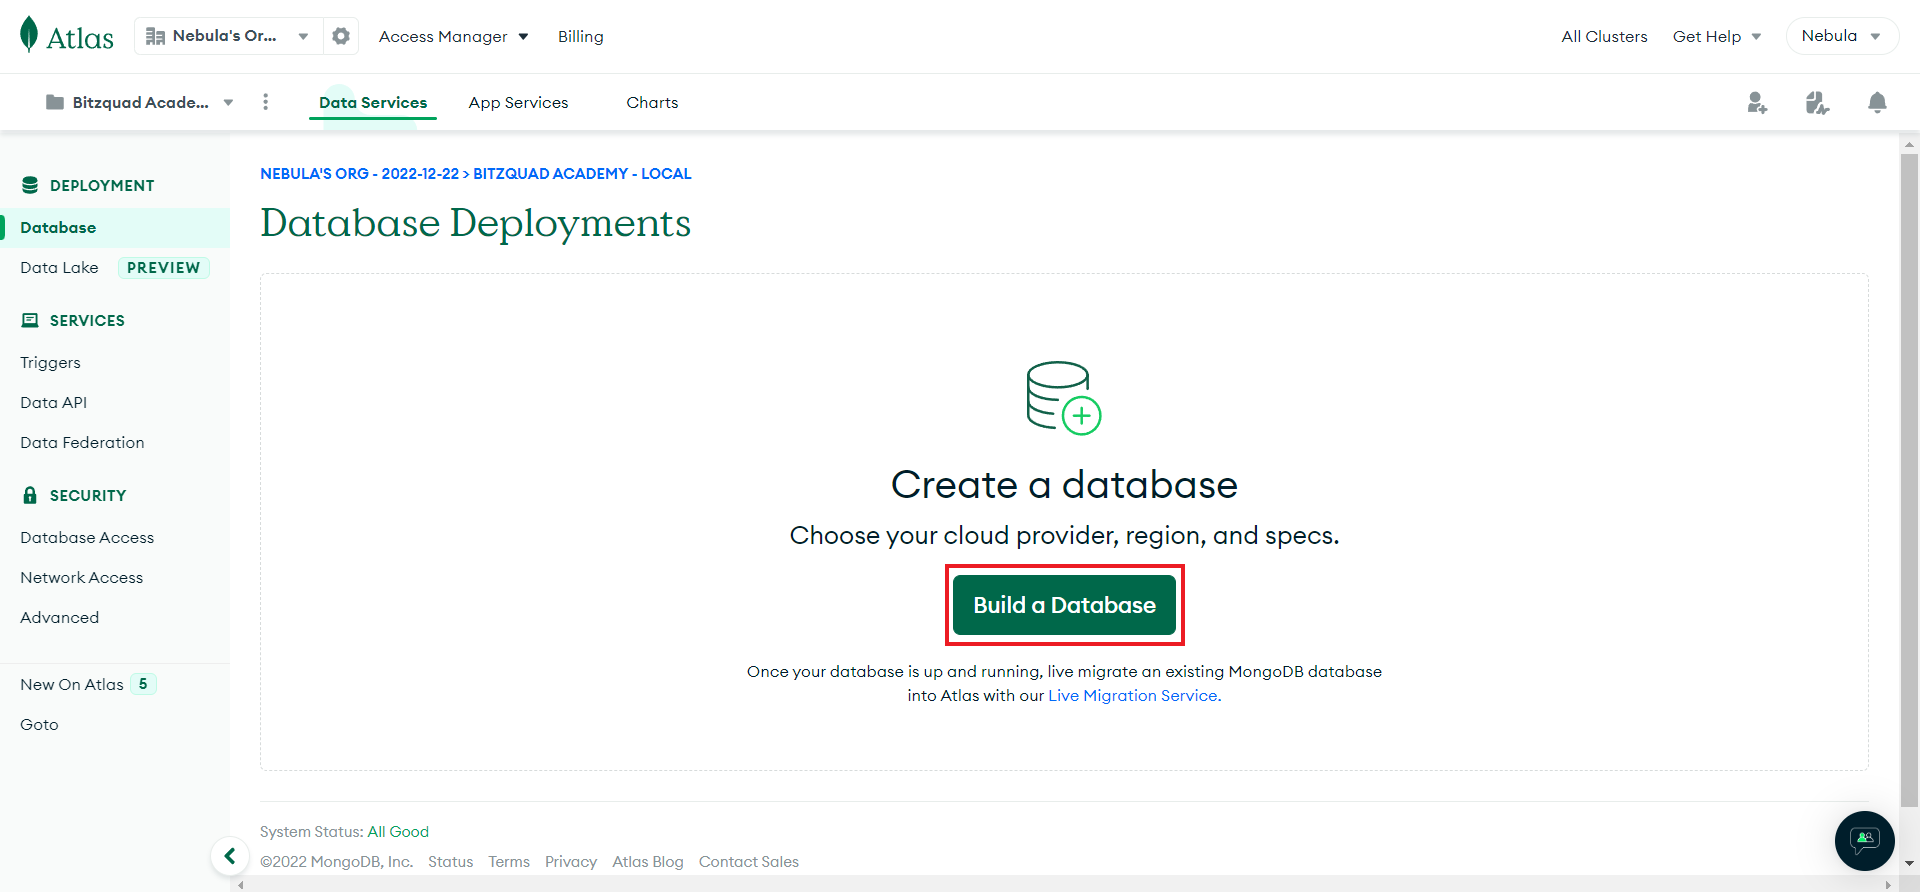 Atlas
Nebula's Or...
Access Manager
Billing
All Clusters
Get Help
Nebula
Bitzquad Acade...
Data Services
App Services
Charts
DEPLOYMENT
Database
Data Lake PREVIEW
SERVICES
Triggers
Data API
Data Federation
SECURITY
Database Access
Network Access
Advanced
New On Atlas 5
Goto
NEBULA'S ORG - 2022-12-22 > BITZQUAD ACADEMY - LOCAL
Database Deployments
Create a database
Choose your cloud provider, region, and specs.
Build a Database
Once your database is up and running, live migrate an existing MongoDB database
into Atlas with our Live Migration Service.
System Status: All Good
©2022 MongoDB, Inc. Status Terms Privacy Atlas Blog Contact Sales